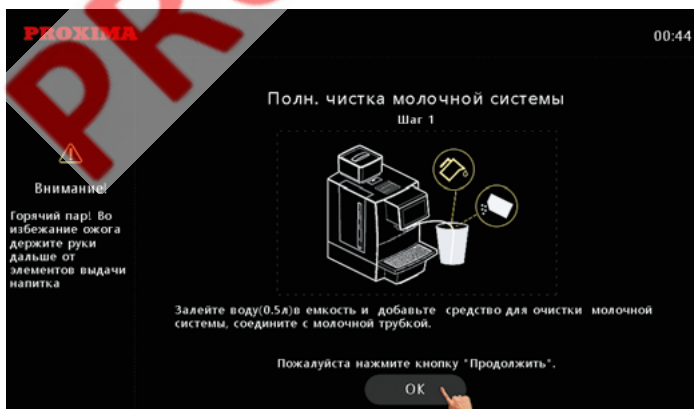 PROXIMA
00:44
Полн. чистка молочной системы
Шаг 1
Внимание!
Горячий пар! Во
избежание ожога
держите руки
дальше от
элементов выдачи
напитка
Залейте воду(0.5л)в емкость и добавьте средство для очистки молочной
системы, соедините с молочной трубкой.
Пожалуйста нажмите кнопку "Продолжить".
OK